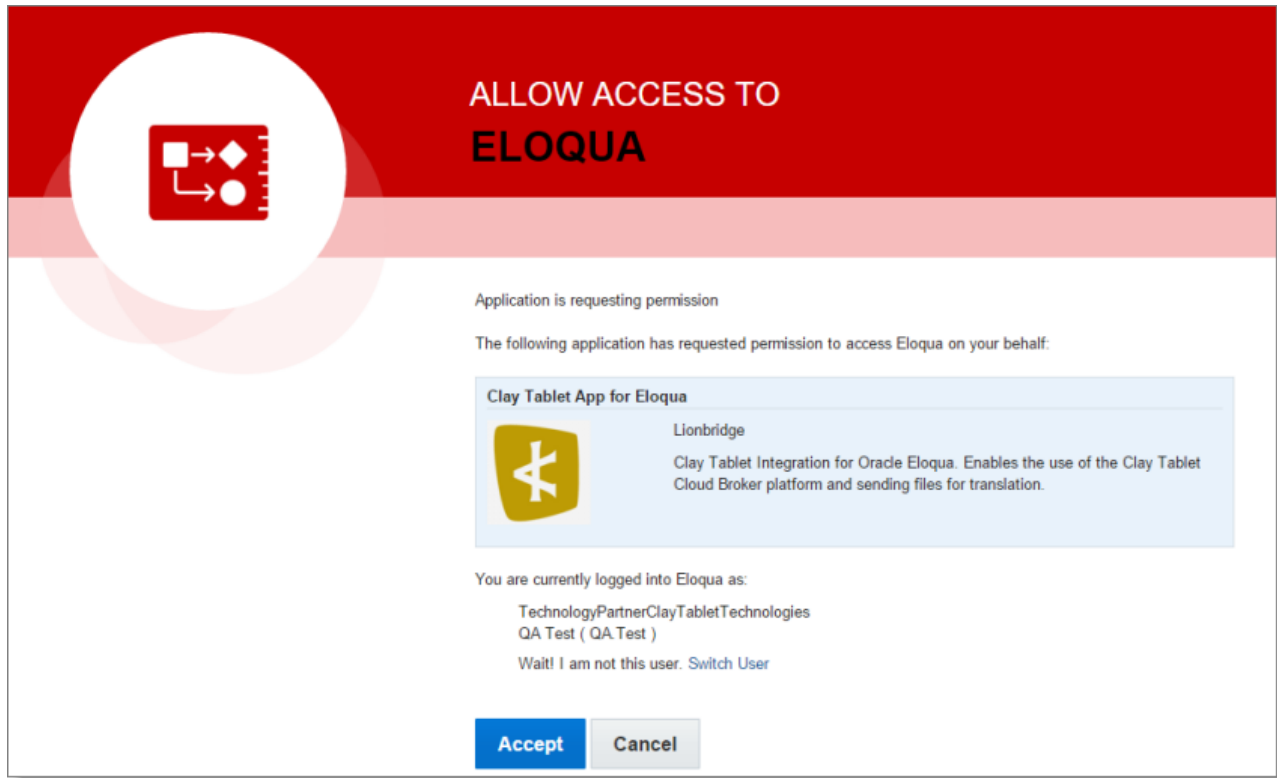 ALLOW ACCESS TO
ELOQUA
Application is requesting permission
The following application has requested permission to access Eloqua on your behalf:
Clay Tablet App for Eloqua
Lionbridge
Clay Tablet Integration for Oracle Eloqua. Enables the use of the Clay Tablet
Cloud Broker platform and sending files for translation.
You are currently logged into Eloqua as:
TechnologyPartnerClayTabletTechnologies
QA Test ( QA.Test )
Wait! I am not this user. Switch User
Accept Cancel